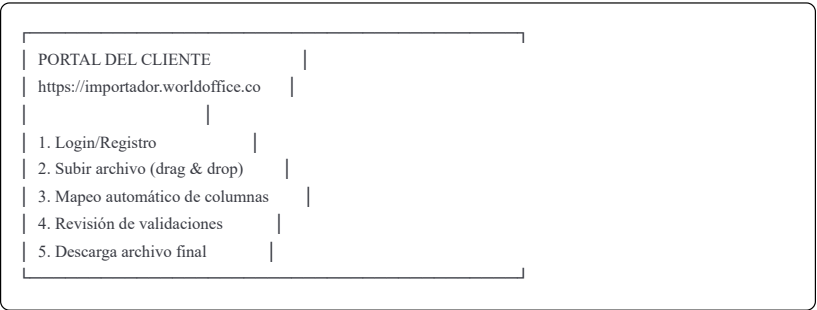 PORTAL DEL CLIENTE
https://importador.worldoffice.co
1. Login/Registro
2. Subir archivo (drag & drop)
3. Mapeo automático de columnas
4. Revisión de validaciones
5. Descarga archivo final